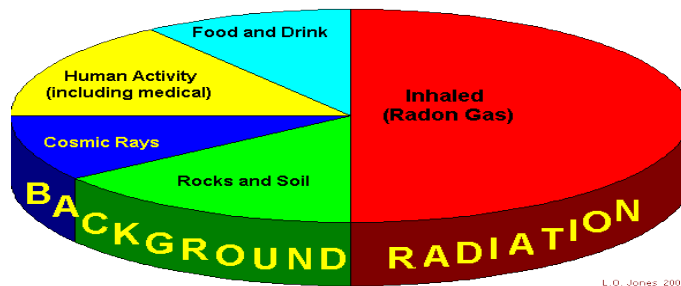 Food and Drink
Human Activity
(including medical)
Inhaled
(Radon Gas)
Cosmic Rays
Rocks and Soil
BACKGROUND RADIATION
L.O. Jones 200